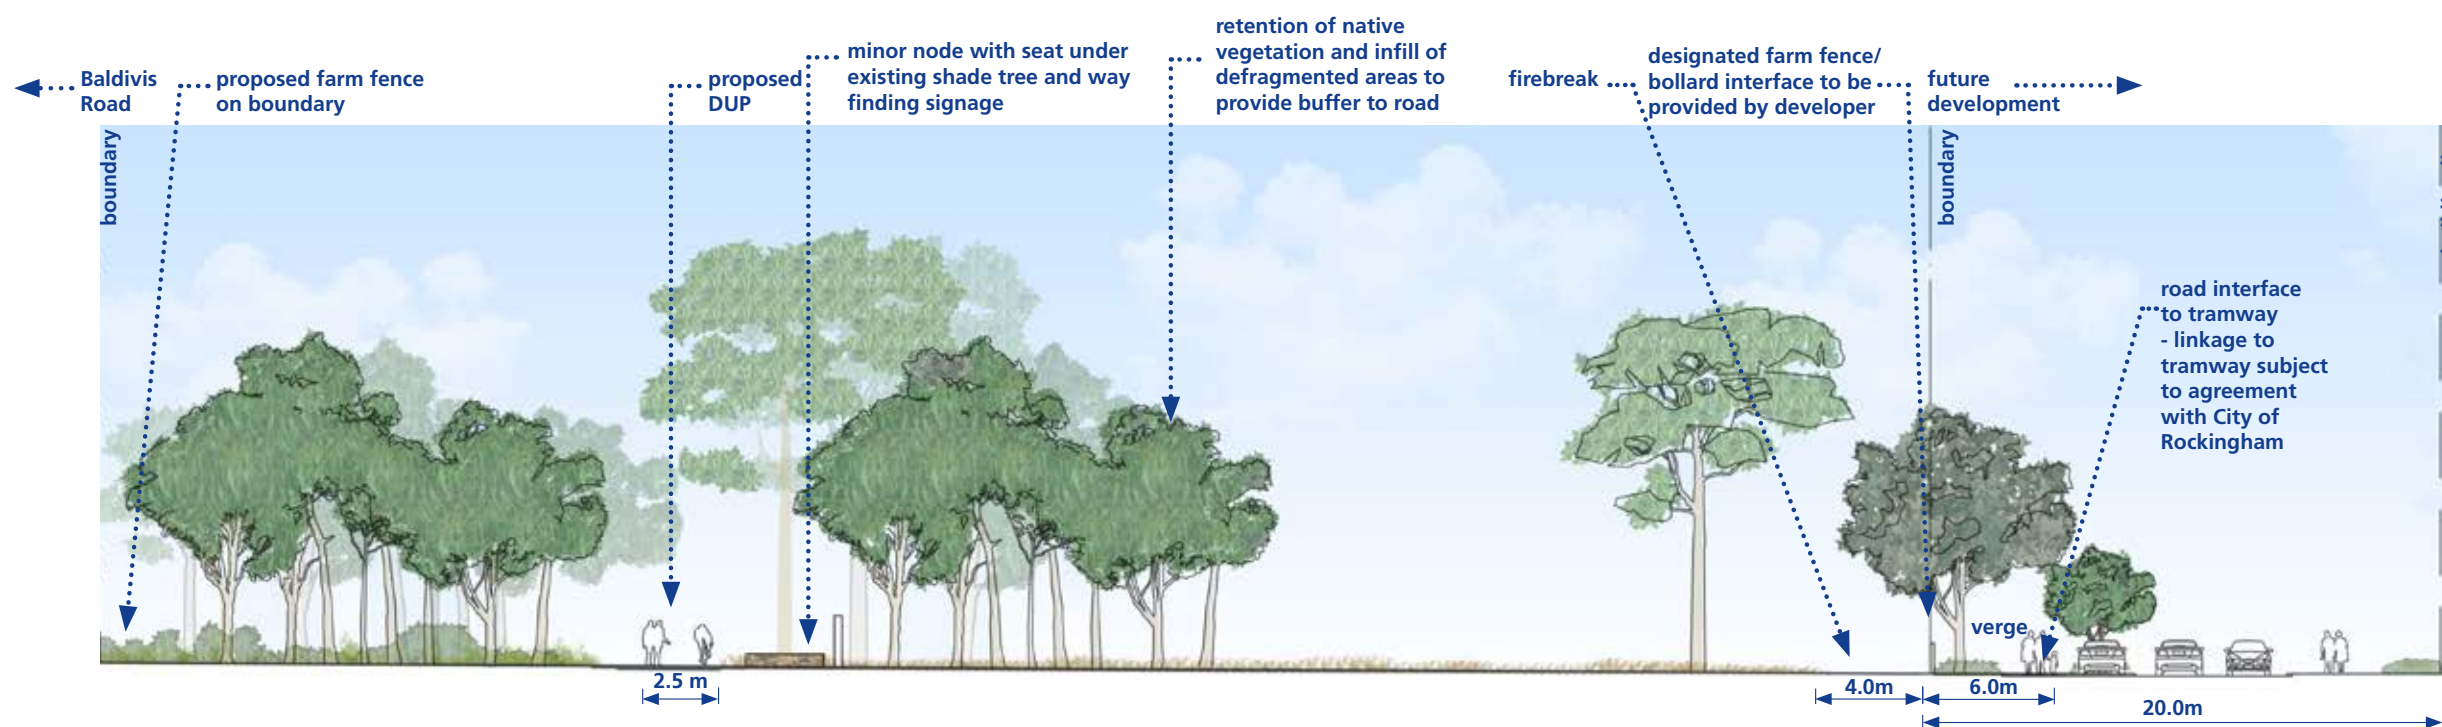 Baldivis
Road
proposed farm fence
on boundary
proposed
DUP
minor node with seat under
existing shade tree and way
finding signage
retention of native
vegetation and infill of
defragmented areas to
provide buffer to road
firebreak
designated farm fence/
bollard interface to be
provided by developer
future
development
boundary
boundary
road interface
to tramway
- linkage to
tramway subject
to agreement
with City of
Rockingham
verge
2.5 m
4.0m
6.0m
20.0m